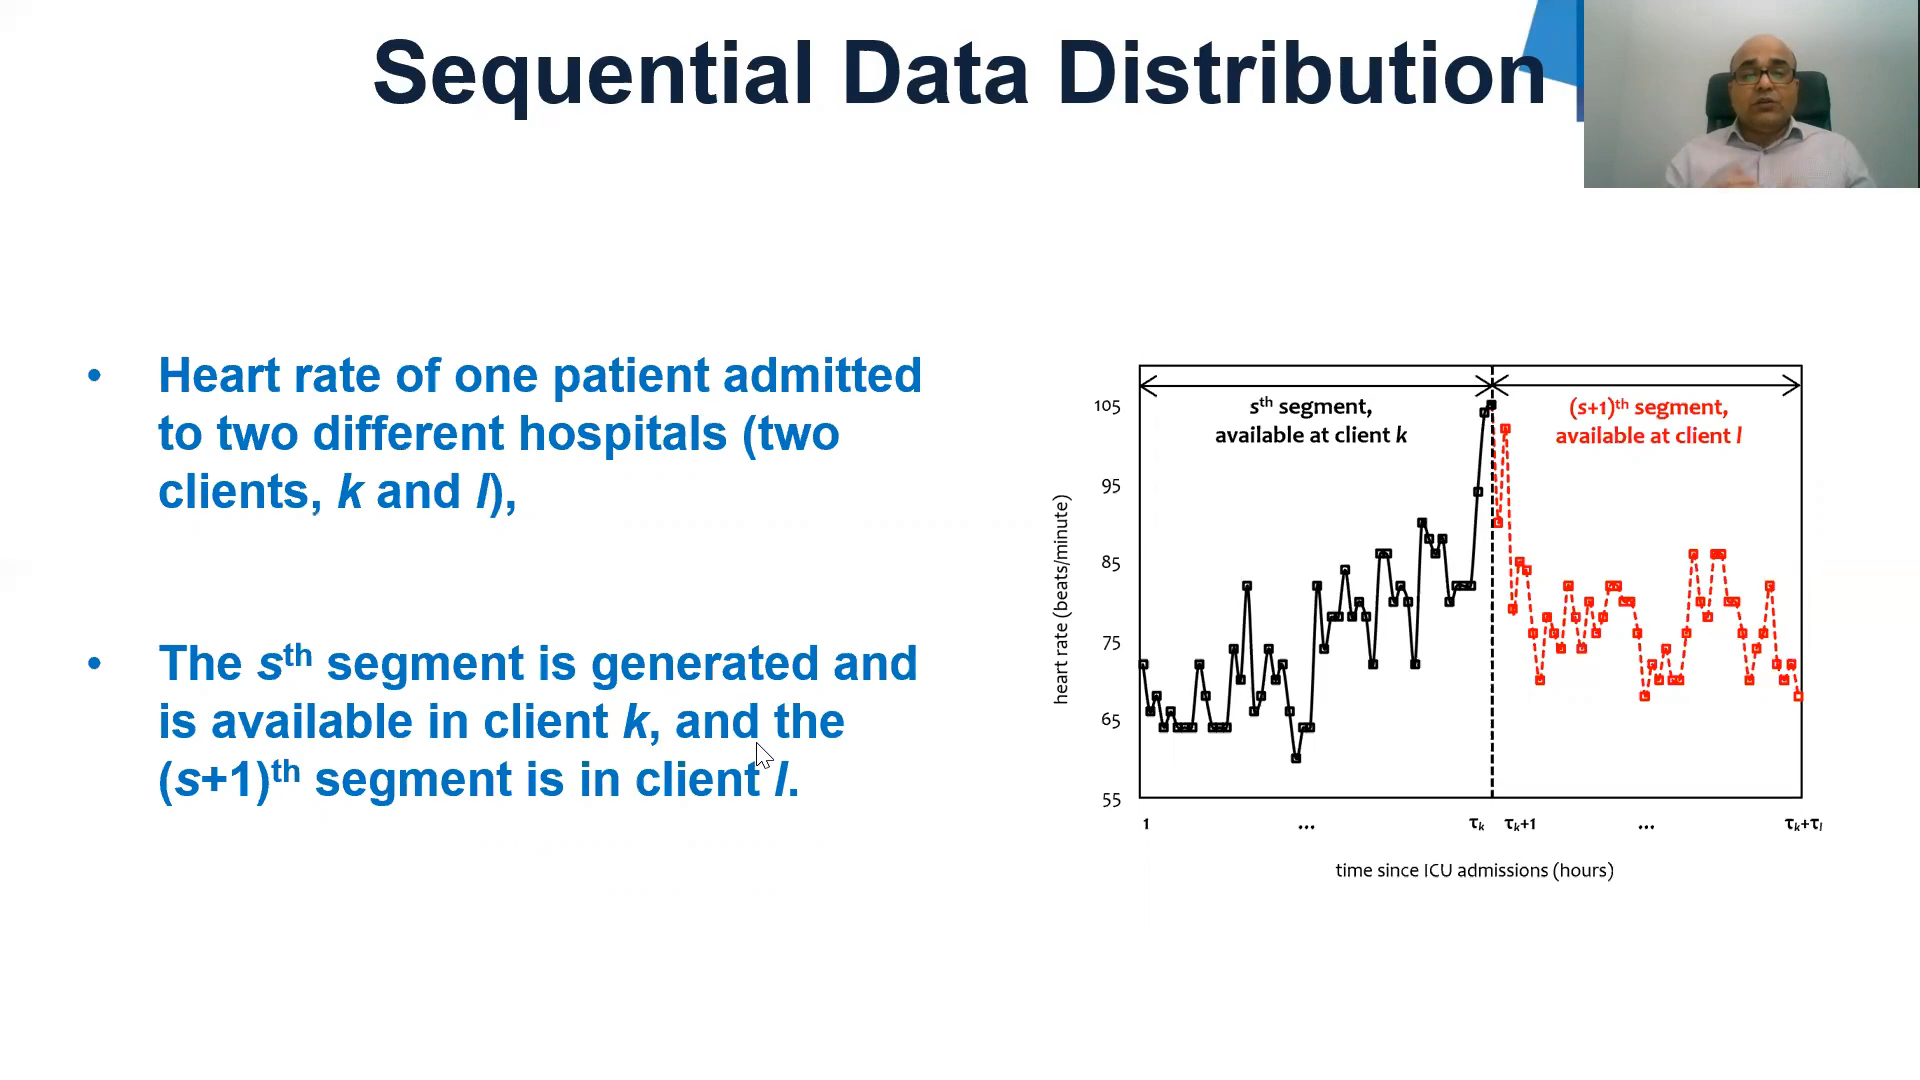 Sequential Data Distribution
• Heart rate of one patient admitted
to two different hospitals (two
clients, k and l),
• The sth segment is generated and
is available in client k, and the
(s+1)th segment is in client l.
sth segment,
available at client k
(s+1)th segment,
available at client l
heart rate (beats/minute)
105
95
85
75
65
55
1 ... τk τk+1 ... τk+τl
time since ICU admissions (hours)